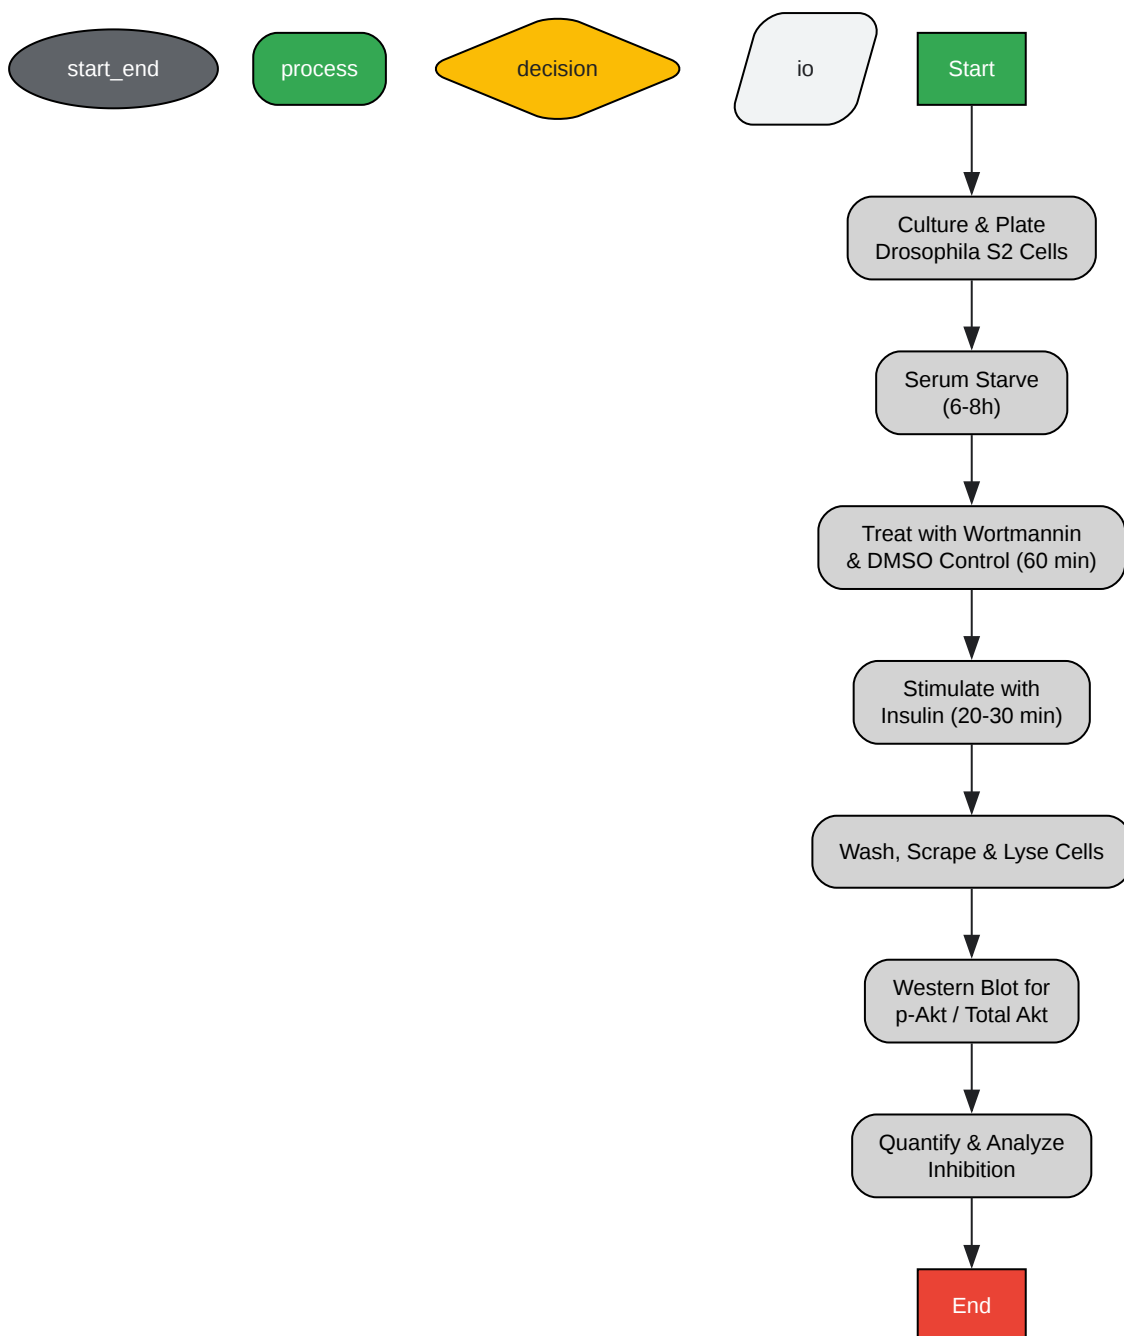 start_end
process
decision
io
Start
Culture & Plate
Drosophila S2 Cells
Serum Starve
(6-8h)
Treat with Wortmannin
& DMSO Control (60 min)
Stimulate with
Insulin (20-30 min)
Wash, Scrape & Lyse Cells
Western Blot for
p-Akt / Total Akt
Quantify & Analyze
Inhibition
End